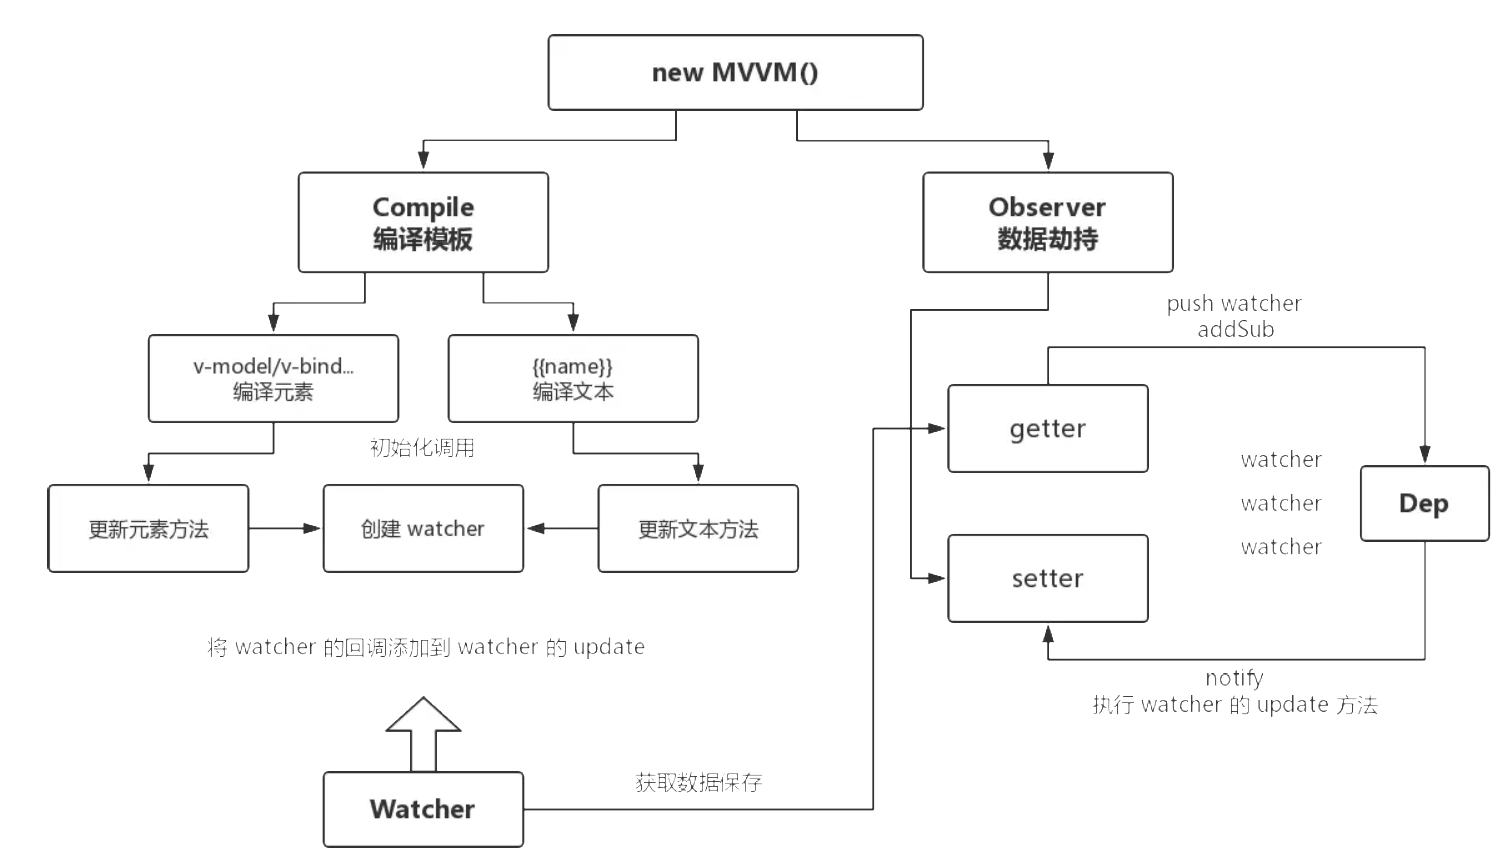 new MVVM()
Compile
编译模板
Observer
数据劫持
push watcher
addSub
v-model/v-bind...
编译元素
{{name}}
编译文本
getter
初始化调用
watcher
watcher
watcher
Dep
更新元素方法
创建 watcher
更新文本方法
setter
将 watcher 的回调添加到 watcher 的 update
notify
执行 watcher 的 update 方法
获取数据保存
Watcher